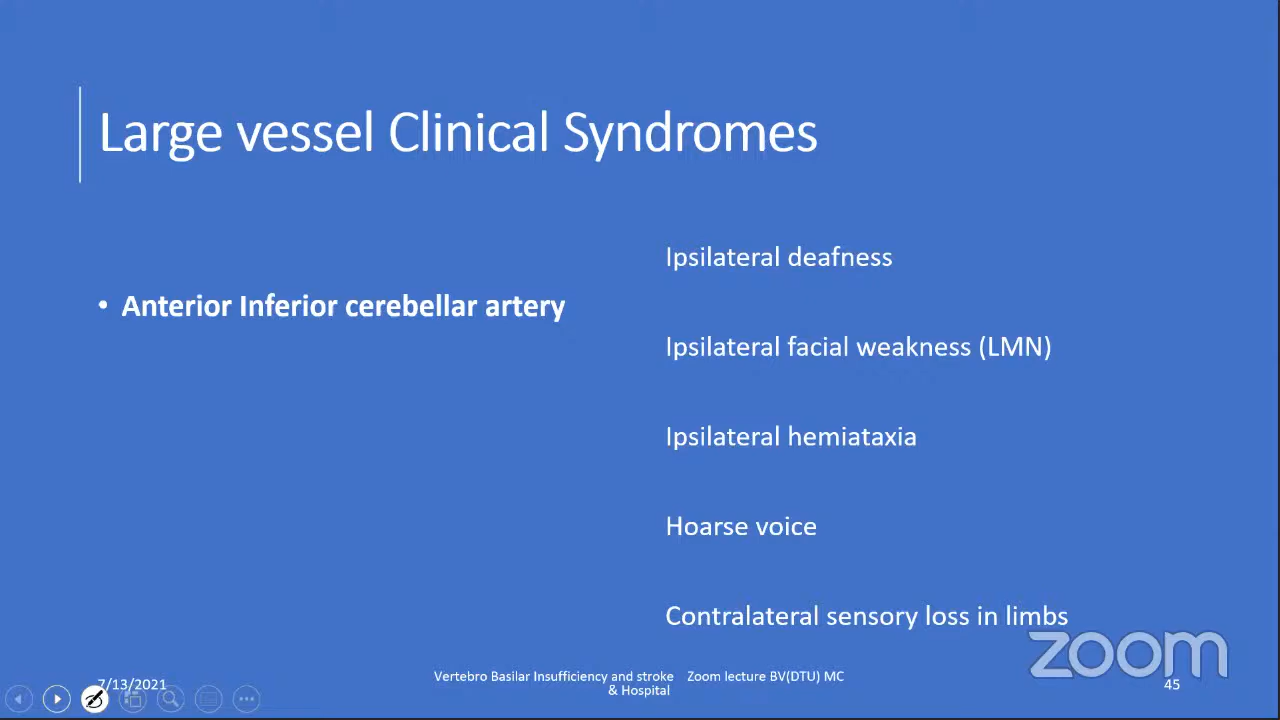 Large vessel Clinical Syndromes
• Anterior Inferior cerebellar artery
Ipsilateral deafness
Ipsilateral facial weakness (LMN)
Ipsilateral hemiataxia
Hoarse voice
Contralateral sensory loss in limbs
7/13/2021
Vertebro Basilar Insufficiency and stroke Zoom lecture BV(DTU) MC
& Hospital
45
zoom